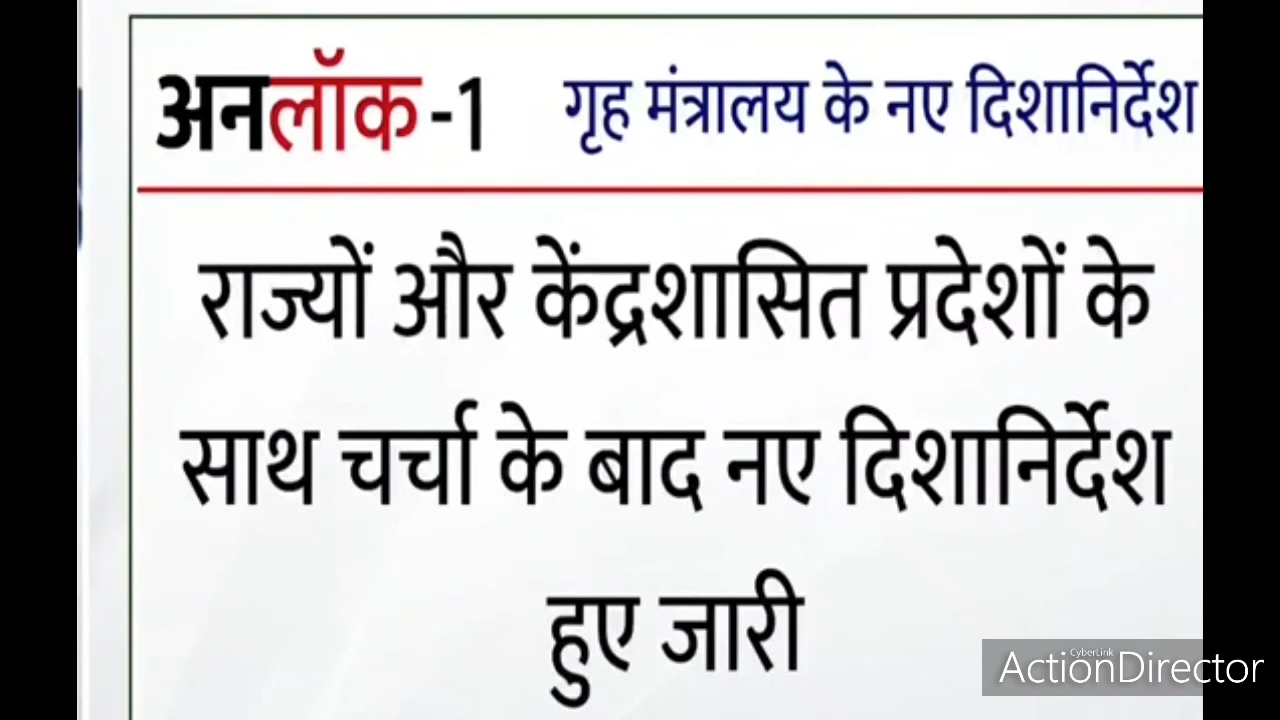 अनलॉक-1 गृह मंत्रालय के नए दिशानिर्देश
राज्यों और केंद्रशासित प्रदेशों के
साथ चर्चा के बाद नए दिशानिर्देश
हुए जारी
CyberLink
ActionDirector